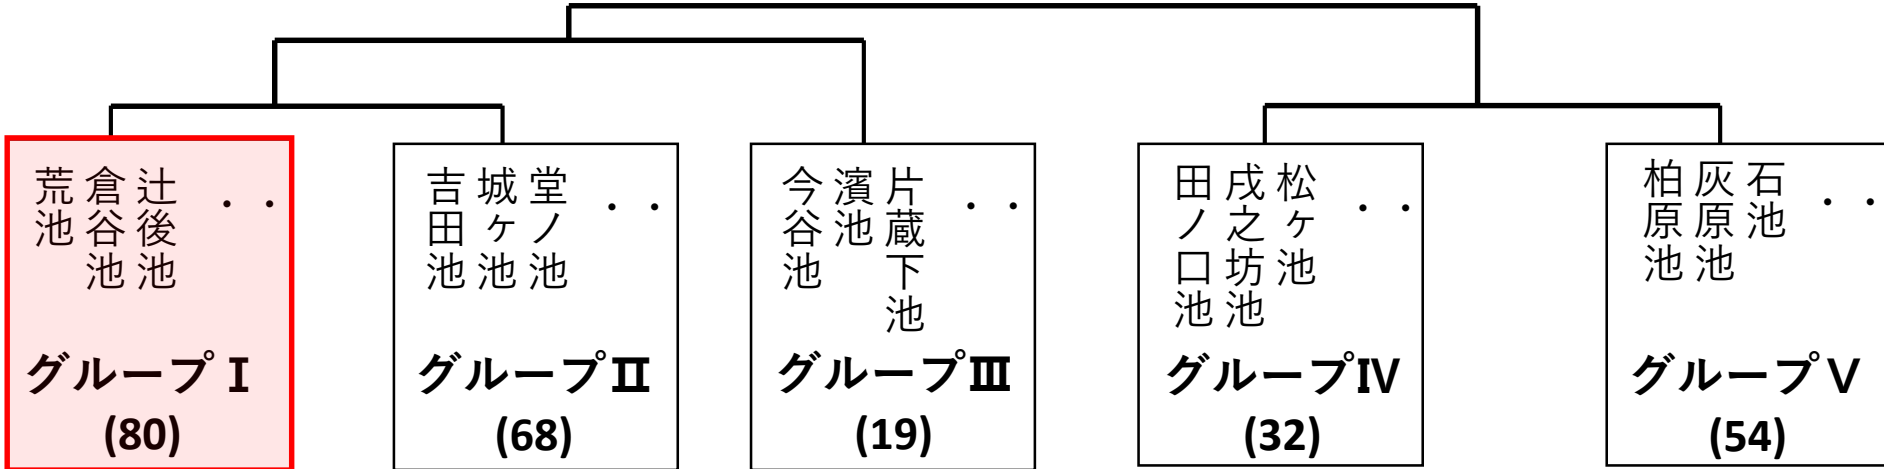 荒池
倉谷池
辻後池
・・
グループⅠ
(80)
吉田池
城ヶ池
堂ノ池
・・
グループⅡ
(68)
今谷池
濱池
片蔵下池
・・
グループⅢ
(19)
田ノ口池
戌之坊池
松ヶ池
・・
グループⅣ
(32)
柏原池
灰原池
石池
・・
グループⅤ
(54)